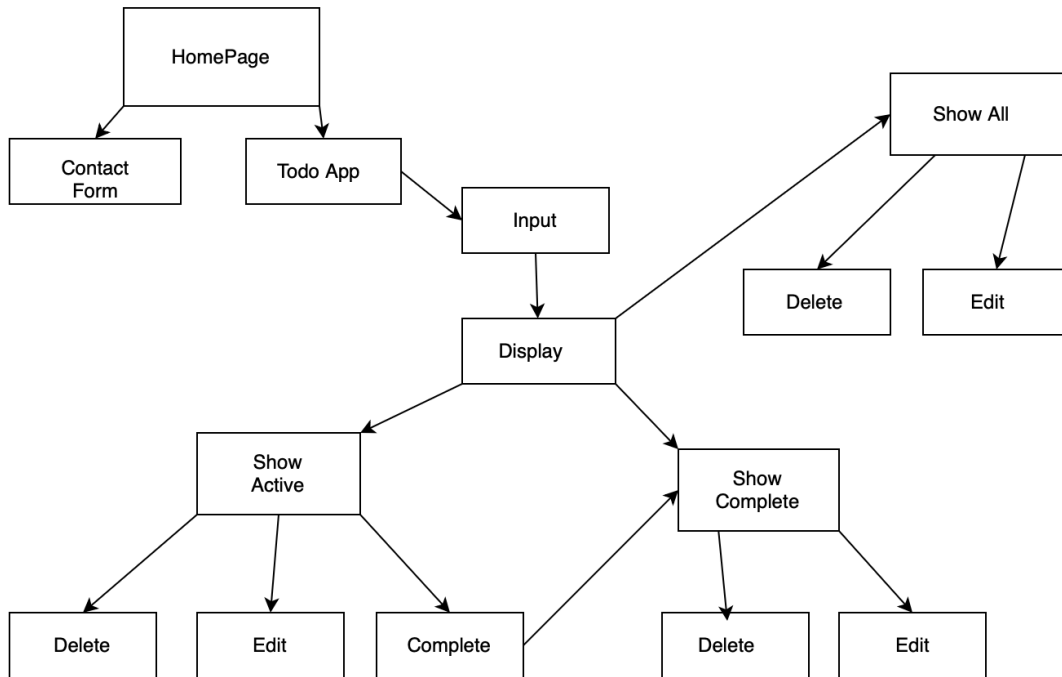 HomePage
Show All
Contact
Form
Todo App
Input
Delete
Edit
Display
Show
Active
Show
Complete
Delete
Edit
Complete
Delete
Edit